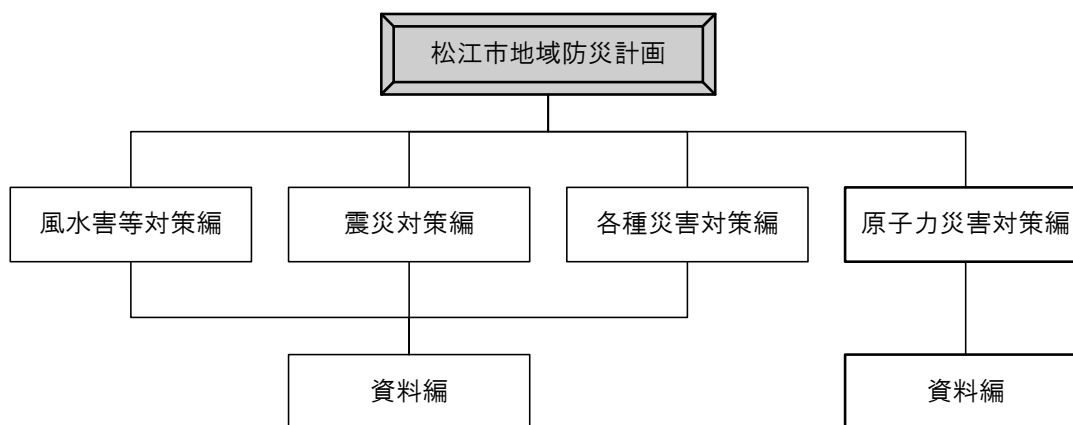 松江市地域防災計画
風水害等対策編
震災対策編
各種災害対策編
原子力災害対策編
資料編
資料編